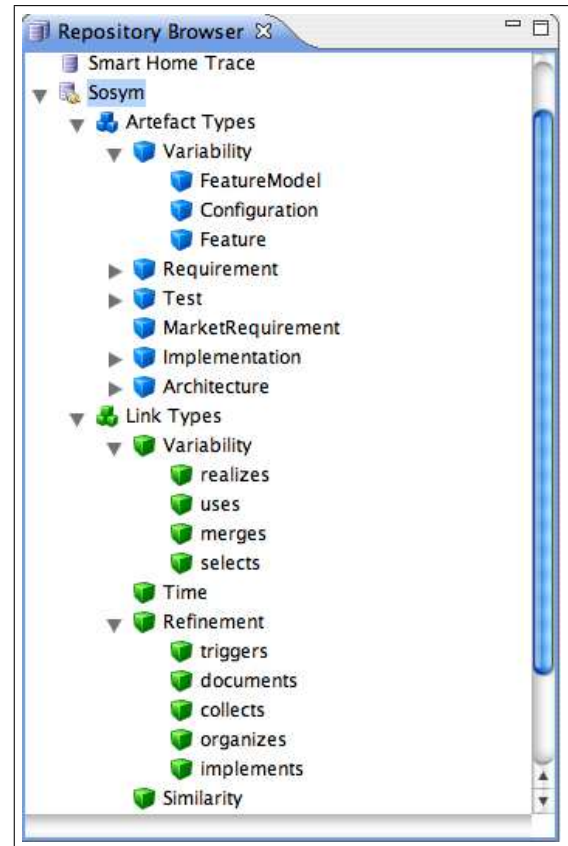 Repository Browser
Smart Home Trace
Sosym
Artefact Types
Variability
FeatureModel
Configuration
Feature
Requirement
Test
MarketRequirement
Implementation
Architecture
Link Types
Variability
realizes
uses
merges
selects
Time
Refinement
triggers
documents
collects
organizes
implements
Similarity